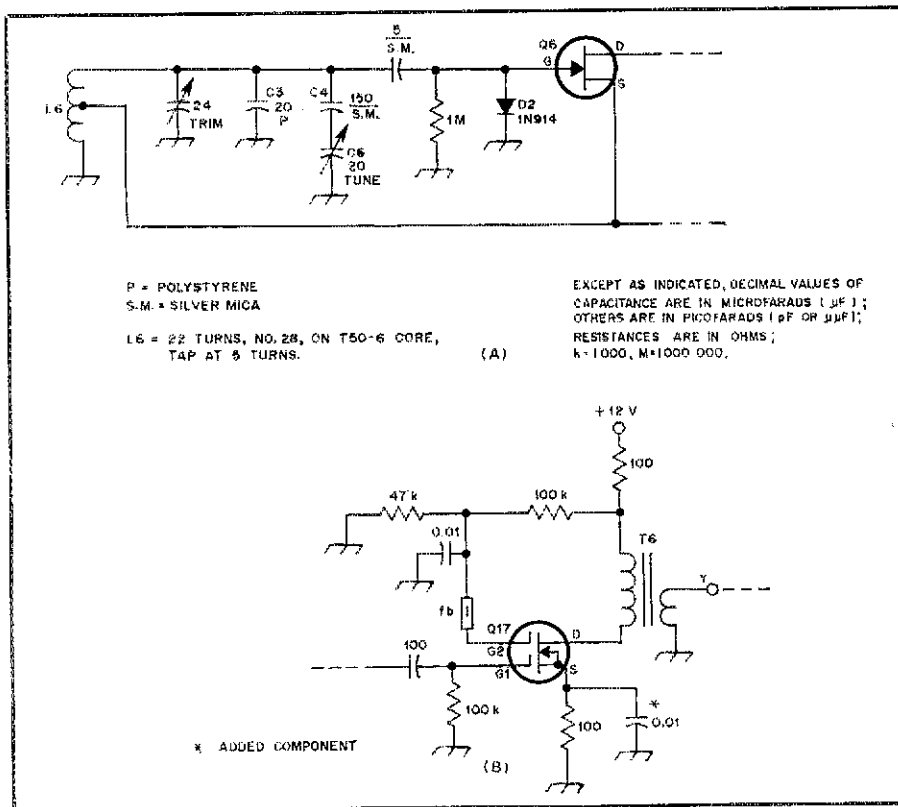 5
S.M.
Q6
D
G
S
L6
24
TRIM
C3
20
P
C4
150
S.M.
C6
20
TUNE
1M
D2
1N914
P = POLYSTYRENE
S.M. = SILVER MICA
L6 = 22 TURNS, NO. 28, ON T50-6 CORE,
TAP AT 5 TURNS.
(A)
EXCEPT AS INDICATED, DECIMAL VALUES OF
CAPACITANCE ARE IN MICROFARADS (µF);
OTHERS ARE IN PICOFARADS (pF OR µµF);
RESISTANCES ARE IN OHMS;
k=1000, M=1000 000.
+12 V
100
47 k
100 k
0.01
T6
Y
fb
Q17
D
G2
G1
S
100
100 k
100
*
0.01
* ADDED COMPONENT
(B)